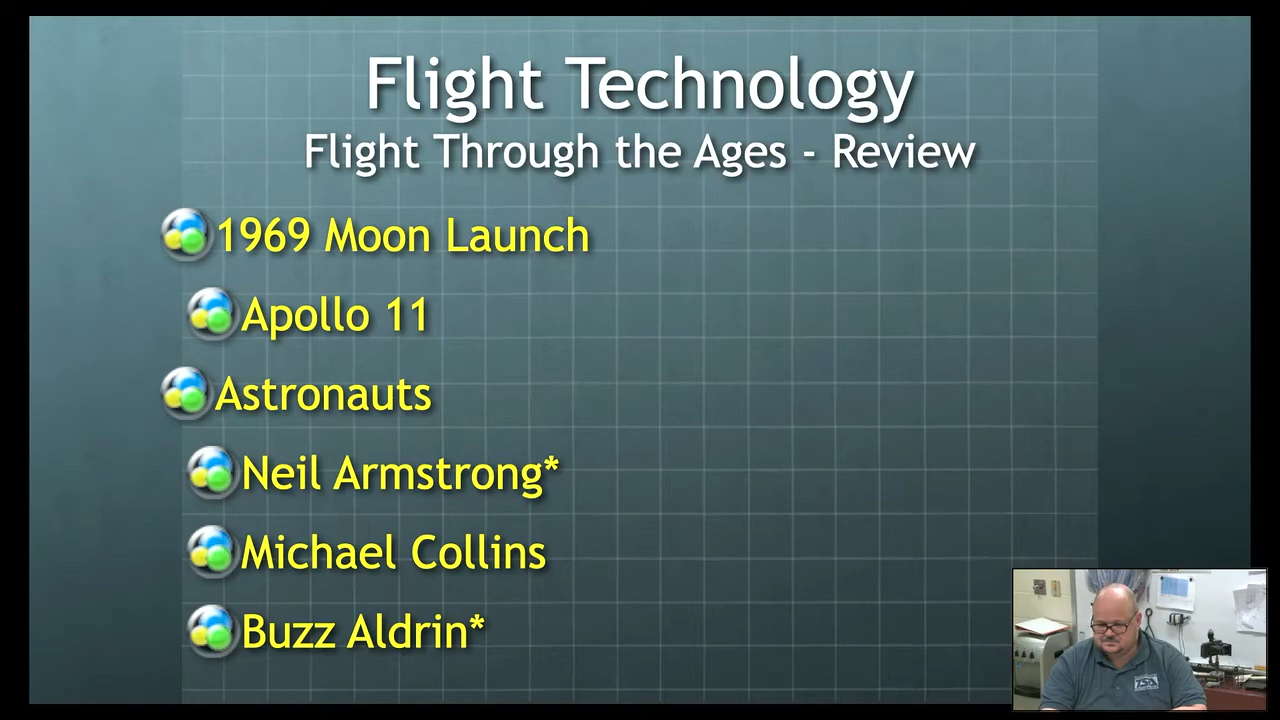 Flight Technology
Flight Through the Ages - Review
1969 Moon Launch
Apollo 11
Astronauts
Neil Armstrong*
Michael Collins
Buzz Aldrin*